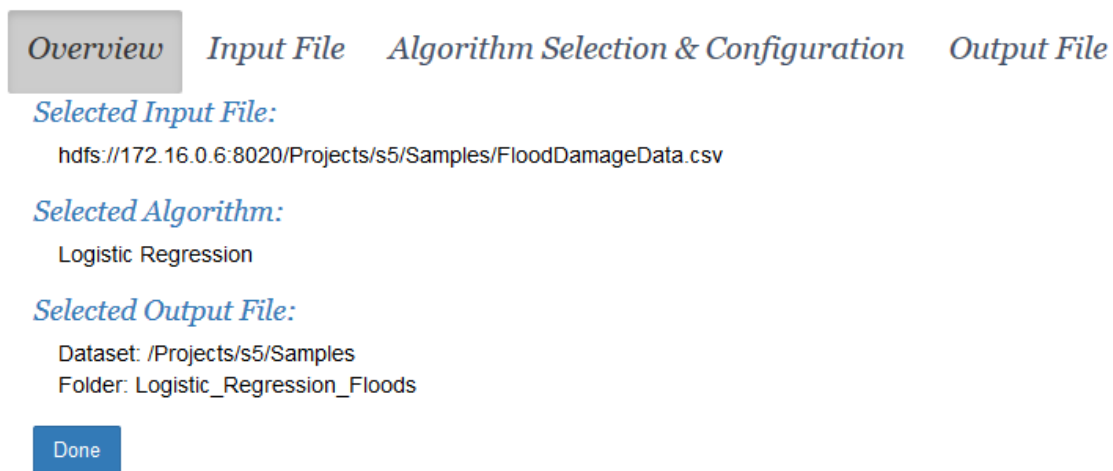 Overview Input File Algorithm Selection & Configuration Output File
Selected Input File:
hdfs://172.16.0.6:8020/Projects/s5/Samples/FloodDamageData.csv
Selected Algorithm:
Logistic Regression
Selected Output File:
Dataset: /Projects/s5/Samples
Folder: Logistic_Regression_Floods
Done